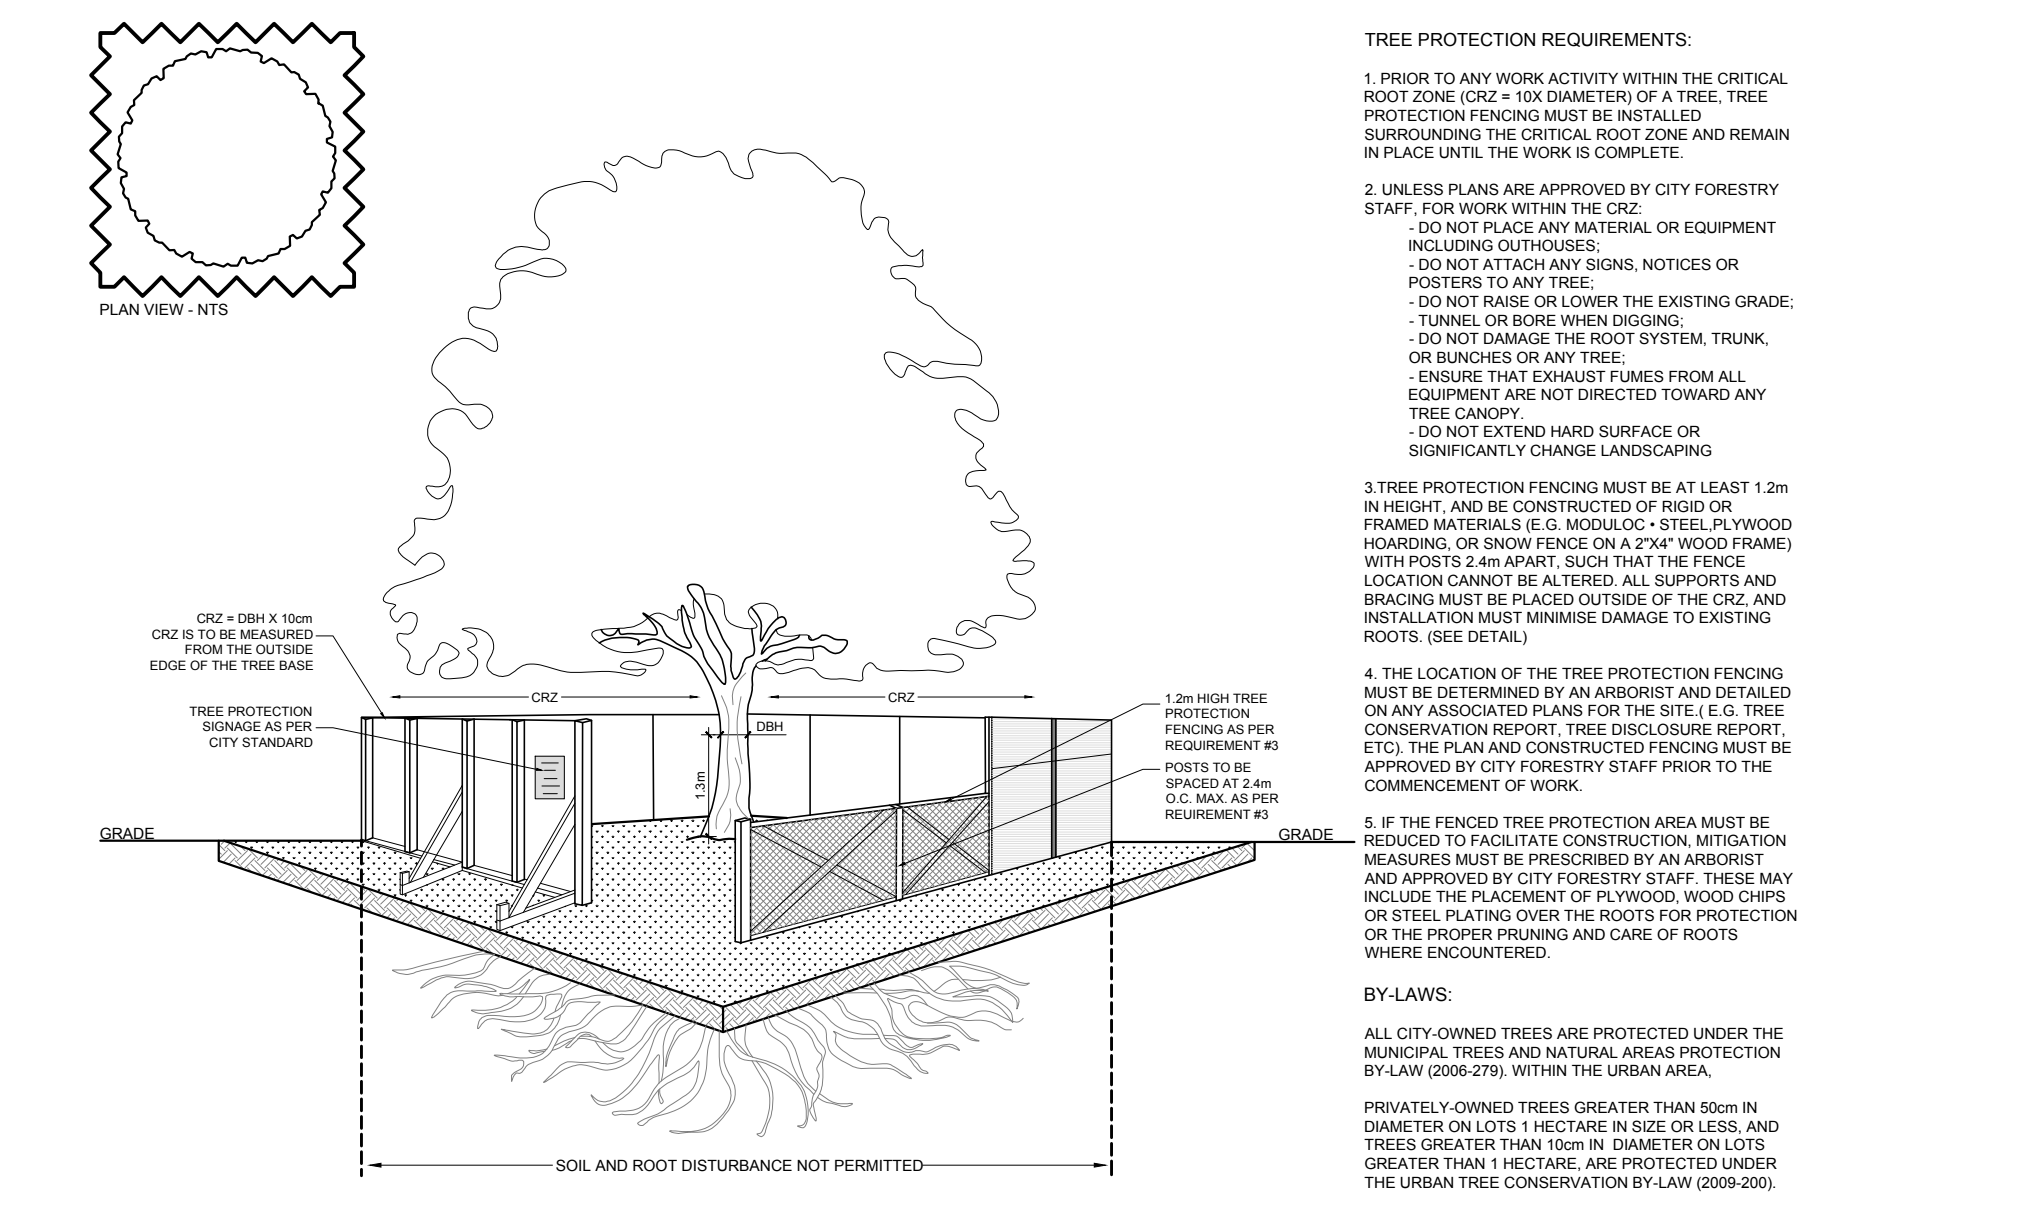 PLAN VIEW - NTS
CRZ = DBH X 10cm
CRZ IS TO BE MEASURED
FROM THE OUTSIDE
EDGE OF THE TREE BASE
TREE PROTECTION
SIGNAGE AS PER
CITY STANDARD
GRADE
CRZ
CRZ
DBH
1.3m
1.2m HIGH TREE
PROTECTION
FENCING AS PER
REQUIREMENT #3
POSTS TO BE
SPACED AT 2.4m
O.C. MAX. AS PER
REUIREMENT #3
GRADE
SOIL AND ROOT DISTURBANCE NOT PERMITTED
TREE PROTECTION REQUIREMENTS:
1. PRIOR TO ANY WORK ACTIVITY WITHIN THE CRITICAL
ROOT ZONE (CRZ = 10X DIAMETER) OF A TREE, TREE
PROTECTION FENCING MUST BE INSTALLED
SURROUNDING THE CRITICAL ROOT ZONE AND REMAIN
IN PLACE UNTIL THE WORK IS COMPLETE.
2. UNLESS PLANS ARE APPROVED BY CITY FORESTRY
STAFF, FOR WORK WITHIN THE CRZ:
- DO NOT PLACE ANY MATERIAL OR EQUIPMENT
INCLUDING OUTHOUSES;
- DO NOT ATTACH ANY SIGNS, NOTICES OR
POSTERS TO ANY TREE;
- DO NOT RAISE OR LOWER THE EXISTING GRADE;
- TUNNEL OR BORE WHEN DIGGING;
- DO NOT DAMAGE THE ROOT SYSTEM, TRUNK,
OR BUNCHES OR ANY TREE;
- ENSURE THAT EXHAUST FUMES FROM ALL
EQUIPMENT ARE NOT DIRECTED TOWARD ANY
TREE CANOPY.
- DO NOT EXTEND HARD SURFACE OR
SIGNIFICANTLY CHANGE LANDSCAPING
3.TREE PROTECTION FENCING MUST BE AT LEAST 1.2m
IN HEIGHT, AND BE CONSTRUCTED OF RIGID OR
FRAMED MATERIALS (E.G. MODULOC • STEEL,PLYWOOD
HOARDING, OR SNOW FENCE ON A 2"X4" WOOD FRAME)
WITH POSTS 2.4m APART, SUCH THAT THE FENCE
LOCATION CANNOT BE ALTERED. ALL SUPPORTS AND
BRACING MUST BE PLACED OUTSIDE OF THE CRZ, AND
INSTALLATION MUST MINIMISE DAMAGE TO EXISTING
ROOTS. (SEE DETAIL)
4. THE LOCATION OF THE TREE PROTECTION FENCING
MUST BE DETERMINED BY AN ARBORIST AND DETAILED
ON ANY ASSOCIATED PLANS FOR THE SITE.( E.G. TREE
CONSERVATION REPORT, TREE DISCLOSURE REPORT,
ETC). THE PLAN AND CONSTRUCTED FENCING MUST BE
APPROVED BY CITY FORESTRY STAFF PRIOR TO THE
COMMENCEMENT OF WORK.
5. IF THE FENCED TREE PROTECTION AREA MUST BE
REDUCED TO FACILITATE CONSTRUCTION, MITIGATION
MEASURES MUST BE PRESCRIBED BY AN ARBORIST
AND APPROVED BY CITY FORESTRY STAFF. THESE MAY
INCLUDE THE PLACEMENT OF PLYWOOD, WOOD CHIPS
OR STEEL PLATING OVER THE ROOTS FOR PROTECTION
OR THE PROPER PRUNING AND CARE OF ROOTS
WHERE ENCOUNTERED.
BY-LAWS:
ALL CITY-OWNED TREES ARE PROTECTED UNDER THE
MUNICIPAL TREES AND NATURAL AREAS PROTECTION
BY-LAW (2006-279). WITHIN THE URBAN AREA,
PRIVATELY-OWNED TREES GREATER THAN 50cm IN
DIAMETER ON LOTS 1 HECTARE IN SIZE OR LESS, AND
TREES GREATER THAN 10cm IN DIAMETER ON LOTS
GREATER THAN 1 HECTARE, ARE PROTECTED UNDER
THE URBAN TREE CONSERVATION BY-LAW (2009-200).